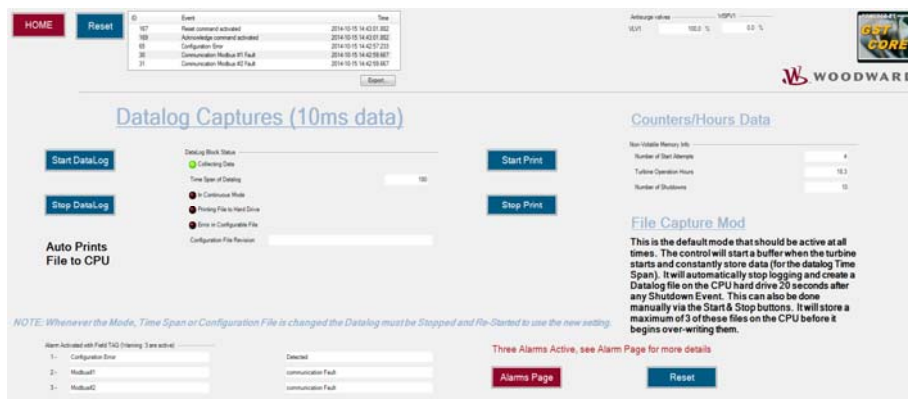 HOME
Reset
ID Event Time
167 Reset command activated 2014-10-15 14:43:01.882
169 Acknowledge command activated 2014-10-15 14:43:01.882
69 Configuration Error 2014-10-15 14:42:57.233
30 Communication Modbus #1 Fault 2014-10-15 14:42:59.667
31 Communication Modbus #2 Fault 2014-10-15 14:42:59.667
Export...
Antisurge valves
VLV1 100.0 % 0.0 %
GST
CORE
WOODWARD
Datalog Captures (10ms data)
Start DataLog
Stop DataLog
Auto Prints
File to CPU
DataLog Block Status
Collecting Data
Time Span of Datalog 100
In Continuous Mode
Printing File to Hard Drive
Error in Configurable File
Configuration File Revision
Start Print
Stop Print
Counters/Hours Data
Non-Volatile Memory Info
Number of Start Attempts 4
Turbine Operation Hours 16.3
Number of Shutdowns 10
File Capture Mod
This is the default mode that should be active at all
times. The control will start a buffer when the turbine
starts and constantly store data (for the datalog Time
Span). It will automatically stop logging and create a
Datalog file on the CPU hard drive 20 seconds after
any Shutdown Event. This can also be done
manually via the Start & Stop buttons. It will store a
maximum of 3 of these files on the CPU before it
begins over-writing them.
NOTE: Whenever the Mode, Time Span or Configuration File is changed the Datalog must be Stopped and Re-Started to use the new setting.
Alarm Activated with Field TAG (Warning: 3 are active)
1 - Configuration Error Detected
2 - Modbus#1 communication Fault
3 - Modbus#2 communication Fault
Three Alarms Active, see Alarm Page for more details
Alarms Page
Reset